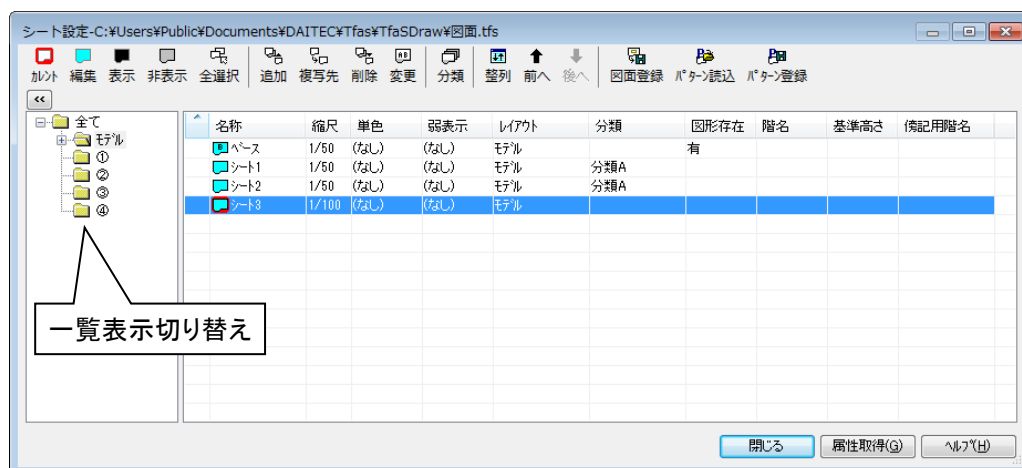 シート設定-C:¥Users¥Public¥Documents¥DAITEC¥Tfas¥TfaSDraw¥図面.tfs
ｶﾚﾝﾄ 編集 表示 非表示 全選択 追加 複写先 削除 変更 分類 整列 前へ 後へ 図面登録 ﾊﾟﾀｰﾝ読込 ﾊﾟﾀｰﾝ登録
<<
全て
ﾓﾃﾞﾙ
①
②
③
④
名称 縮尺 単色 弱表示 ﾚｲｱｳﾄ 分類 図形存在 階名 基準高さ 傍記用階名
ﾍﾞｰｽ 1/50 (なし) (なし) ﾓﾃﾞﾙ 有
ｼｰﾄ1 1/50 (なし) (なし) ﾓﾃﾞﾙ 分類A
ｼｰﾄ2 1/50 (なし) (なし) ﾓﾃﾞﾙ 分類A
ｼｰﾄ3 1/100 (なし) (なし) ﾓﾃﾞﾙ
一覧表示切り替え
閉じる 属性取得(G) ﾍﾙﾌﾟ(H)